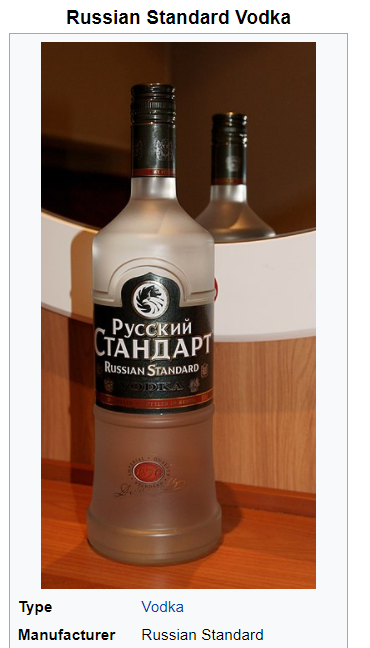 Russian Standard Vodka
Русский
СТАНДАРТ
RUSSIAN STANDARD
VODKA
Type Vodka
Manufacturer Russian Standard